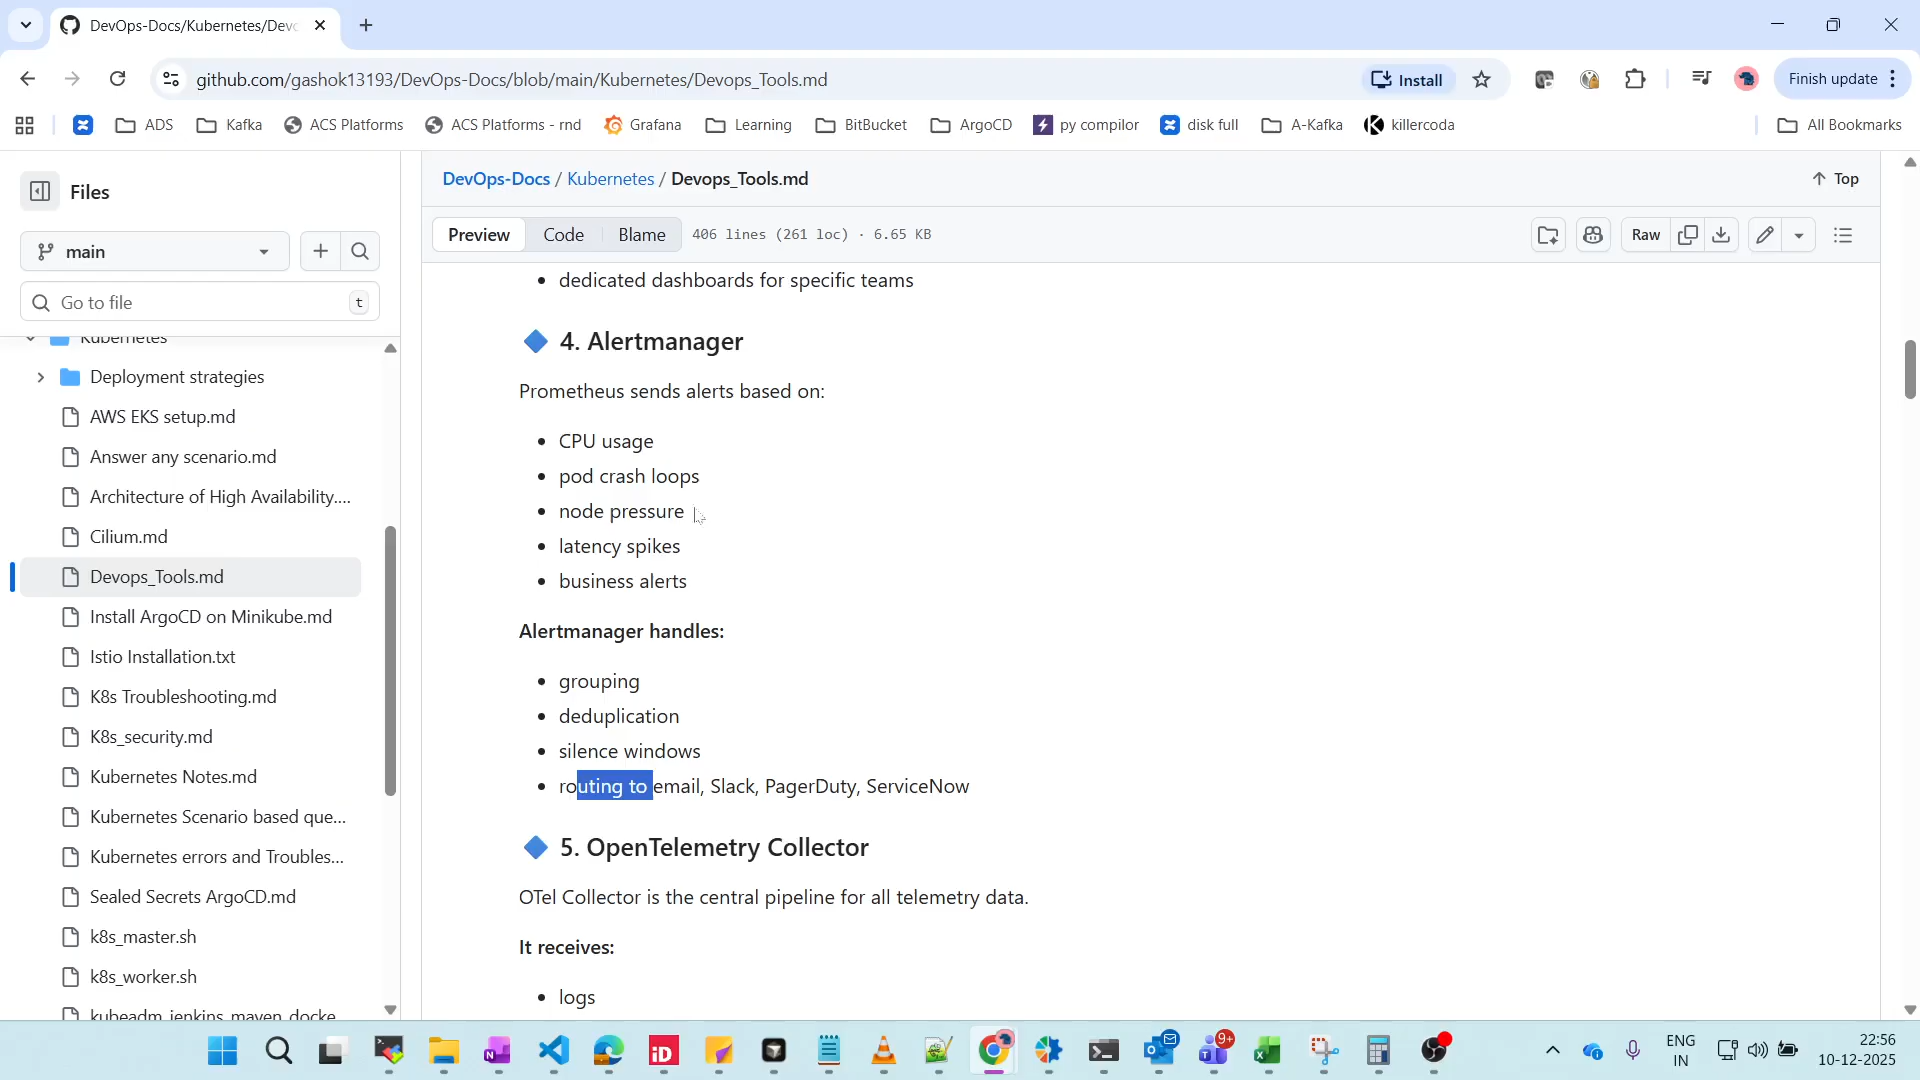 DevOps-Docs/Kubernetes/Devo
github.com/gashok13193/DevOps-Docs/blob/main/Kubernetes/Devops_Tools.md
Install
Finish update
ADS
Kafka
ACS Platforms
ACS Platforms - rnd
Grafana
Learning
BitBucket
ArgoCD
py compilor
disk full
A-Kafka
killercoda
All Bookmarks
Files
main
Go to file
t
Kubernetes
Deployment strategies
AWS EKS setup.md
Answer any scenario.md
Architecture of High Availability....
Cilium.md
Devops_Tools.md
Install ArgoCD on Minikube.md
Istio Installation.txt
K8s Troubleshooting.md
K8s_security.md
Kubernetes Notes.md
Kubernetes Scenario based que...
Kubernetes errors and Troubles...
Sealed Secrets ArgoCD.md
k8s_master.sh
k8s_worker.sh
kubeadm_jenkins_maven_docke...
DevOps-Docs / Kubernetes / Devops_Tools.md
Top
Preview
Code
Blame
406 lines (261 loc) · 6.65 KB
Raw
• dedicated dashboards for specific teams
4. Alertmanager
Prometheus sends alerts based on:
• CPU usage
• pod crash loops
• node pressure
• latency spikes
• business alerts
Alertmanager handles:
• grouping
• deduplication
• silence windows
• routing to email, Slack, PagerDuty, ServiceNow
5. OpenTelemetry Collector
OTel Collector is the central pipeline for all telemetry data.
It receives:
• logs
iD
9+
ENG
IN
22:56
10-12-2025